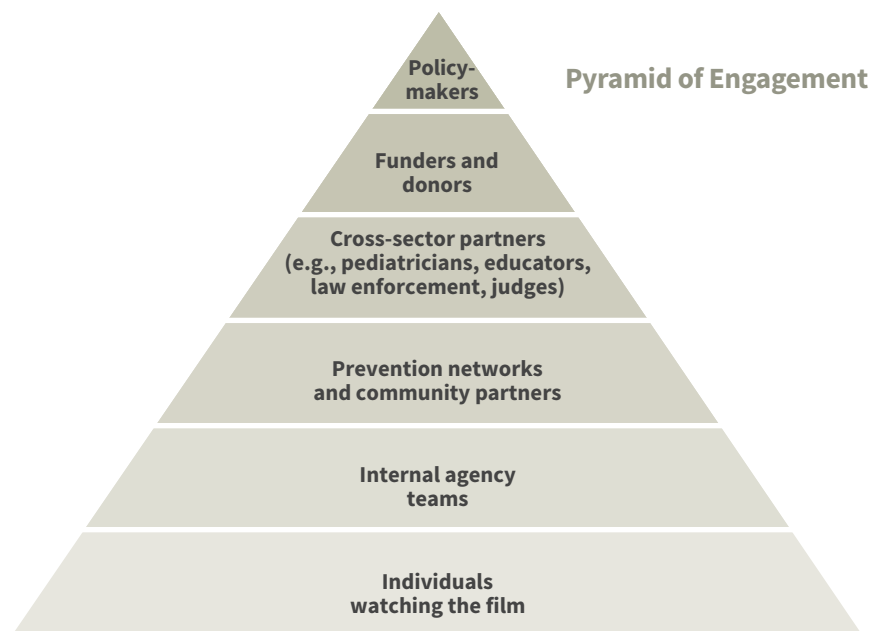 Policy-
makers
Pyramid of Engagement
Funders and
donors
Cross-sector partners
(e.g., pediatricians, educators,
law enforcement, judges)
Prevention networks
and community partners
Internal agency
teams
Individuals
watching the film